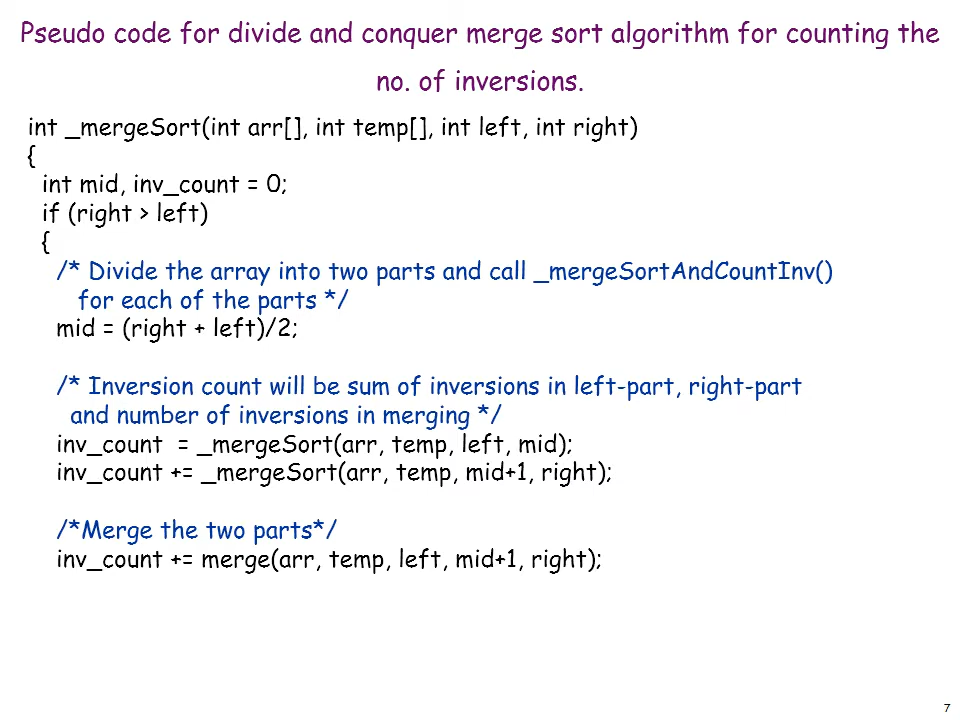 Pseudo code for divide and conquer merge sort algorithm for counting the
no. of inversions.
int _mergeSort(int arr[], int temp[], int left, int right)
{
int mid, inv_count = 0;
if (right > left)
{
/* Divide the array into two parts and call _mergeSortAndCountInv()
for each of the parts */
mid = (right + left)/2;
/* Inversion count will be sum of inversions in left-part, right-part
and number of inversions in merging */
inv_count = _mergeSort(arr, temp, left, mid);
inv_count += _mergeSort(arr, temp, mid+1, right);
/*Merge the two parts*/
inv_count += merge(arr, temp, left, mid+1, right);
7